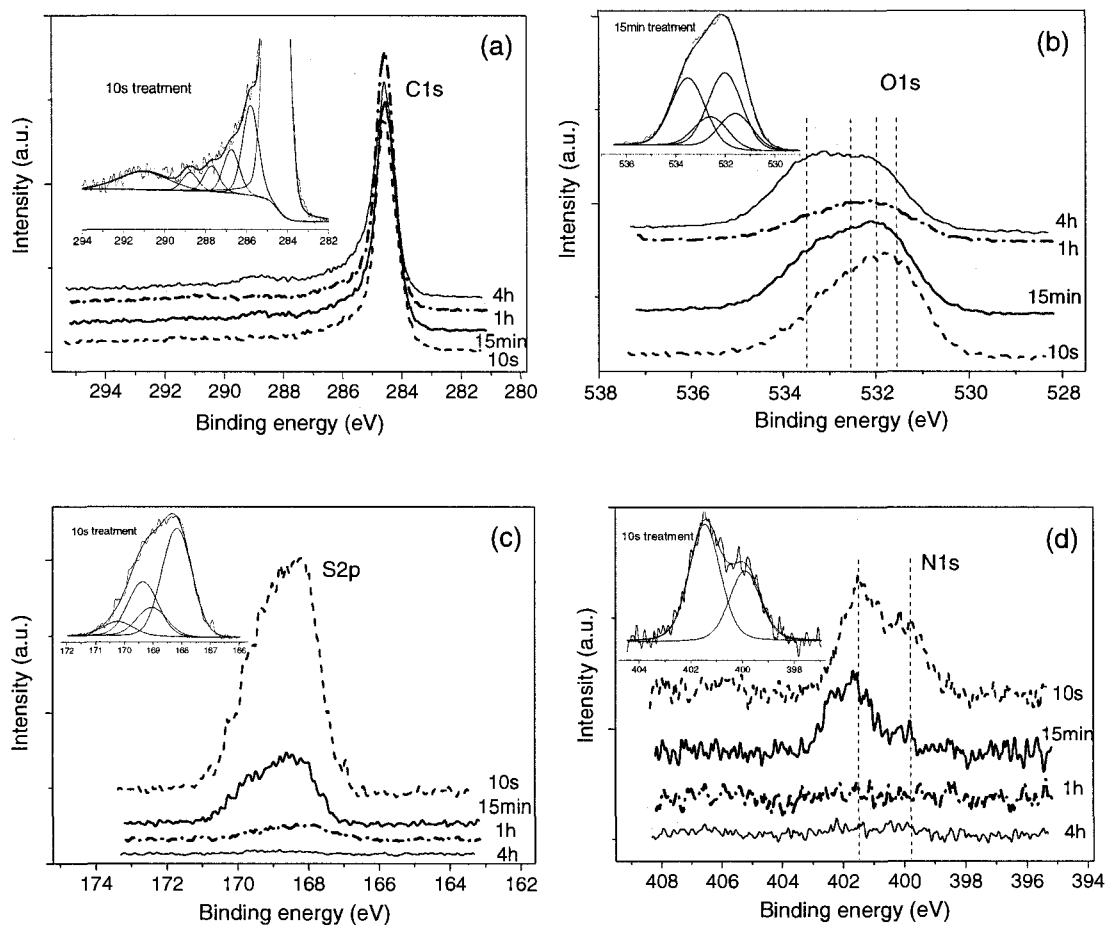 (a)
10s treatment
C1s
Intensity (a.u.)
4h
1h
15min
10s
294 292 290 288 286 284 282
294 292 290 288 286 284 282 280
Binding energy (eV)
(b)
15min treatment
O1s
Intensity (a.u.)
536 534 532 530
4h
1h
15min
10s
538 536 534 532 530 528
Binding energy (eV)
(c)
10s treatment
S2p
Intensity (a.u.)
172 171 170 169 168 167 166
10s
15min
1h
4h
174 172 170 168 166 164 162
Binding energy (eV)
(d)
10s treatment
N1s
Intensity (a.u.)
404 402 400 398
10s
15min
1h
4h
408 406 404 402 400 398 396 394
Binding energy (eV)